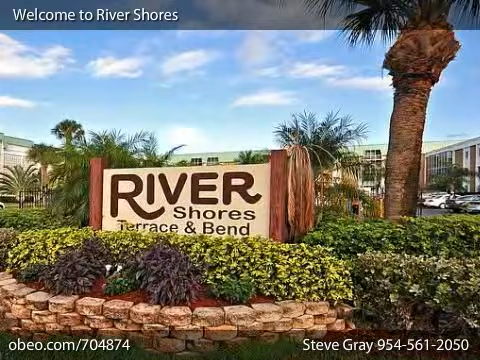 Welcome to River Shores
RIVER
Shores
Terrace & Bend
obeo.com/704874
Steve Gray 954-561-2050